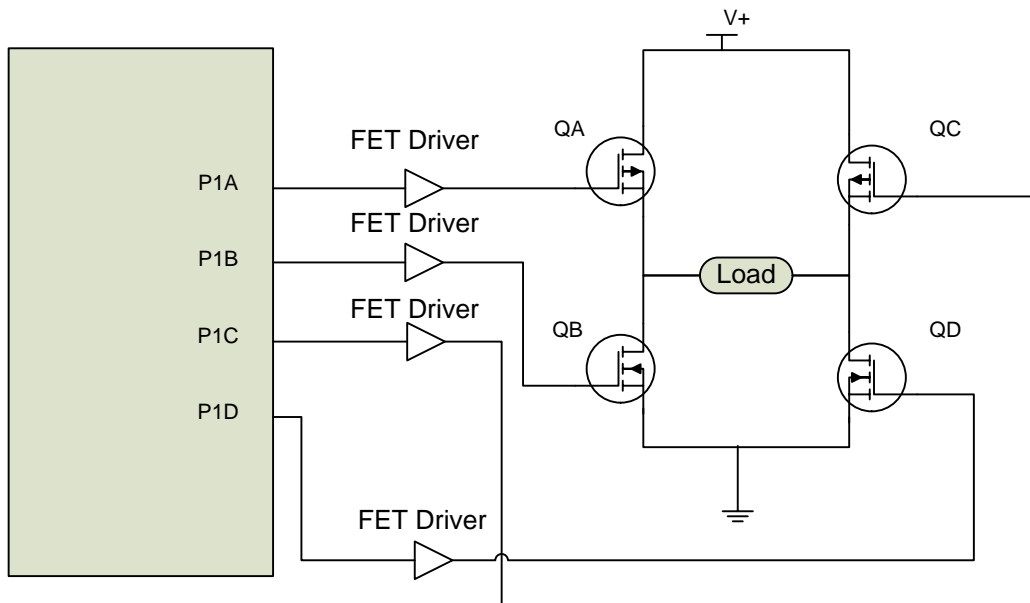 V+
QA
QC
FET Driver
P1A
FET Driver
P1B
Load
FET Driver
P1C
QB
QD
P1D
FET Driver